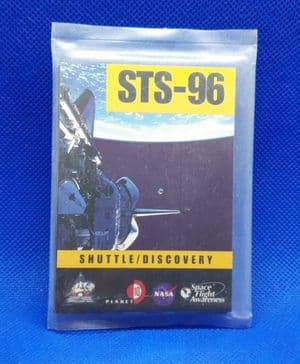 STS-96
SHUTTLE/DISCOVERY
PLANET
NASA
Space
Flight
Awareness